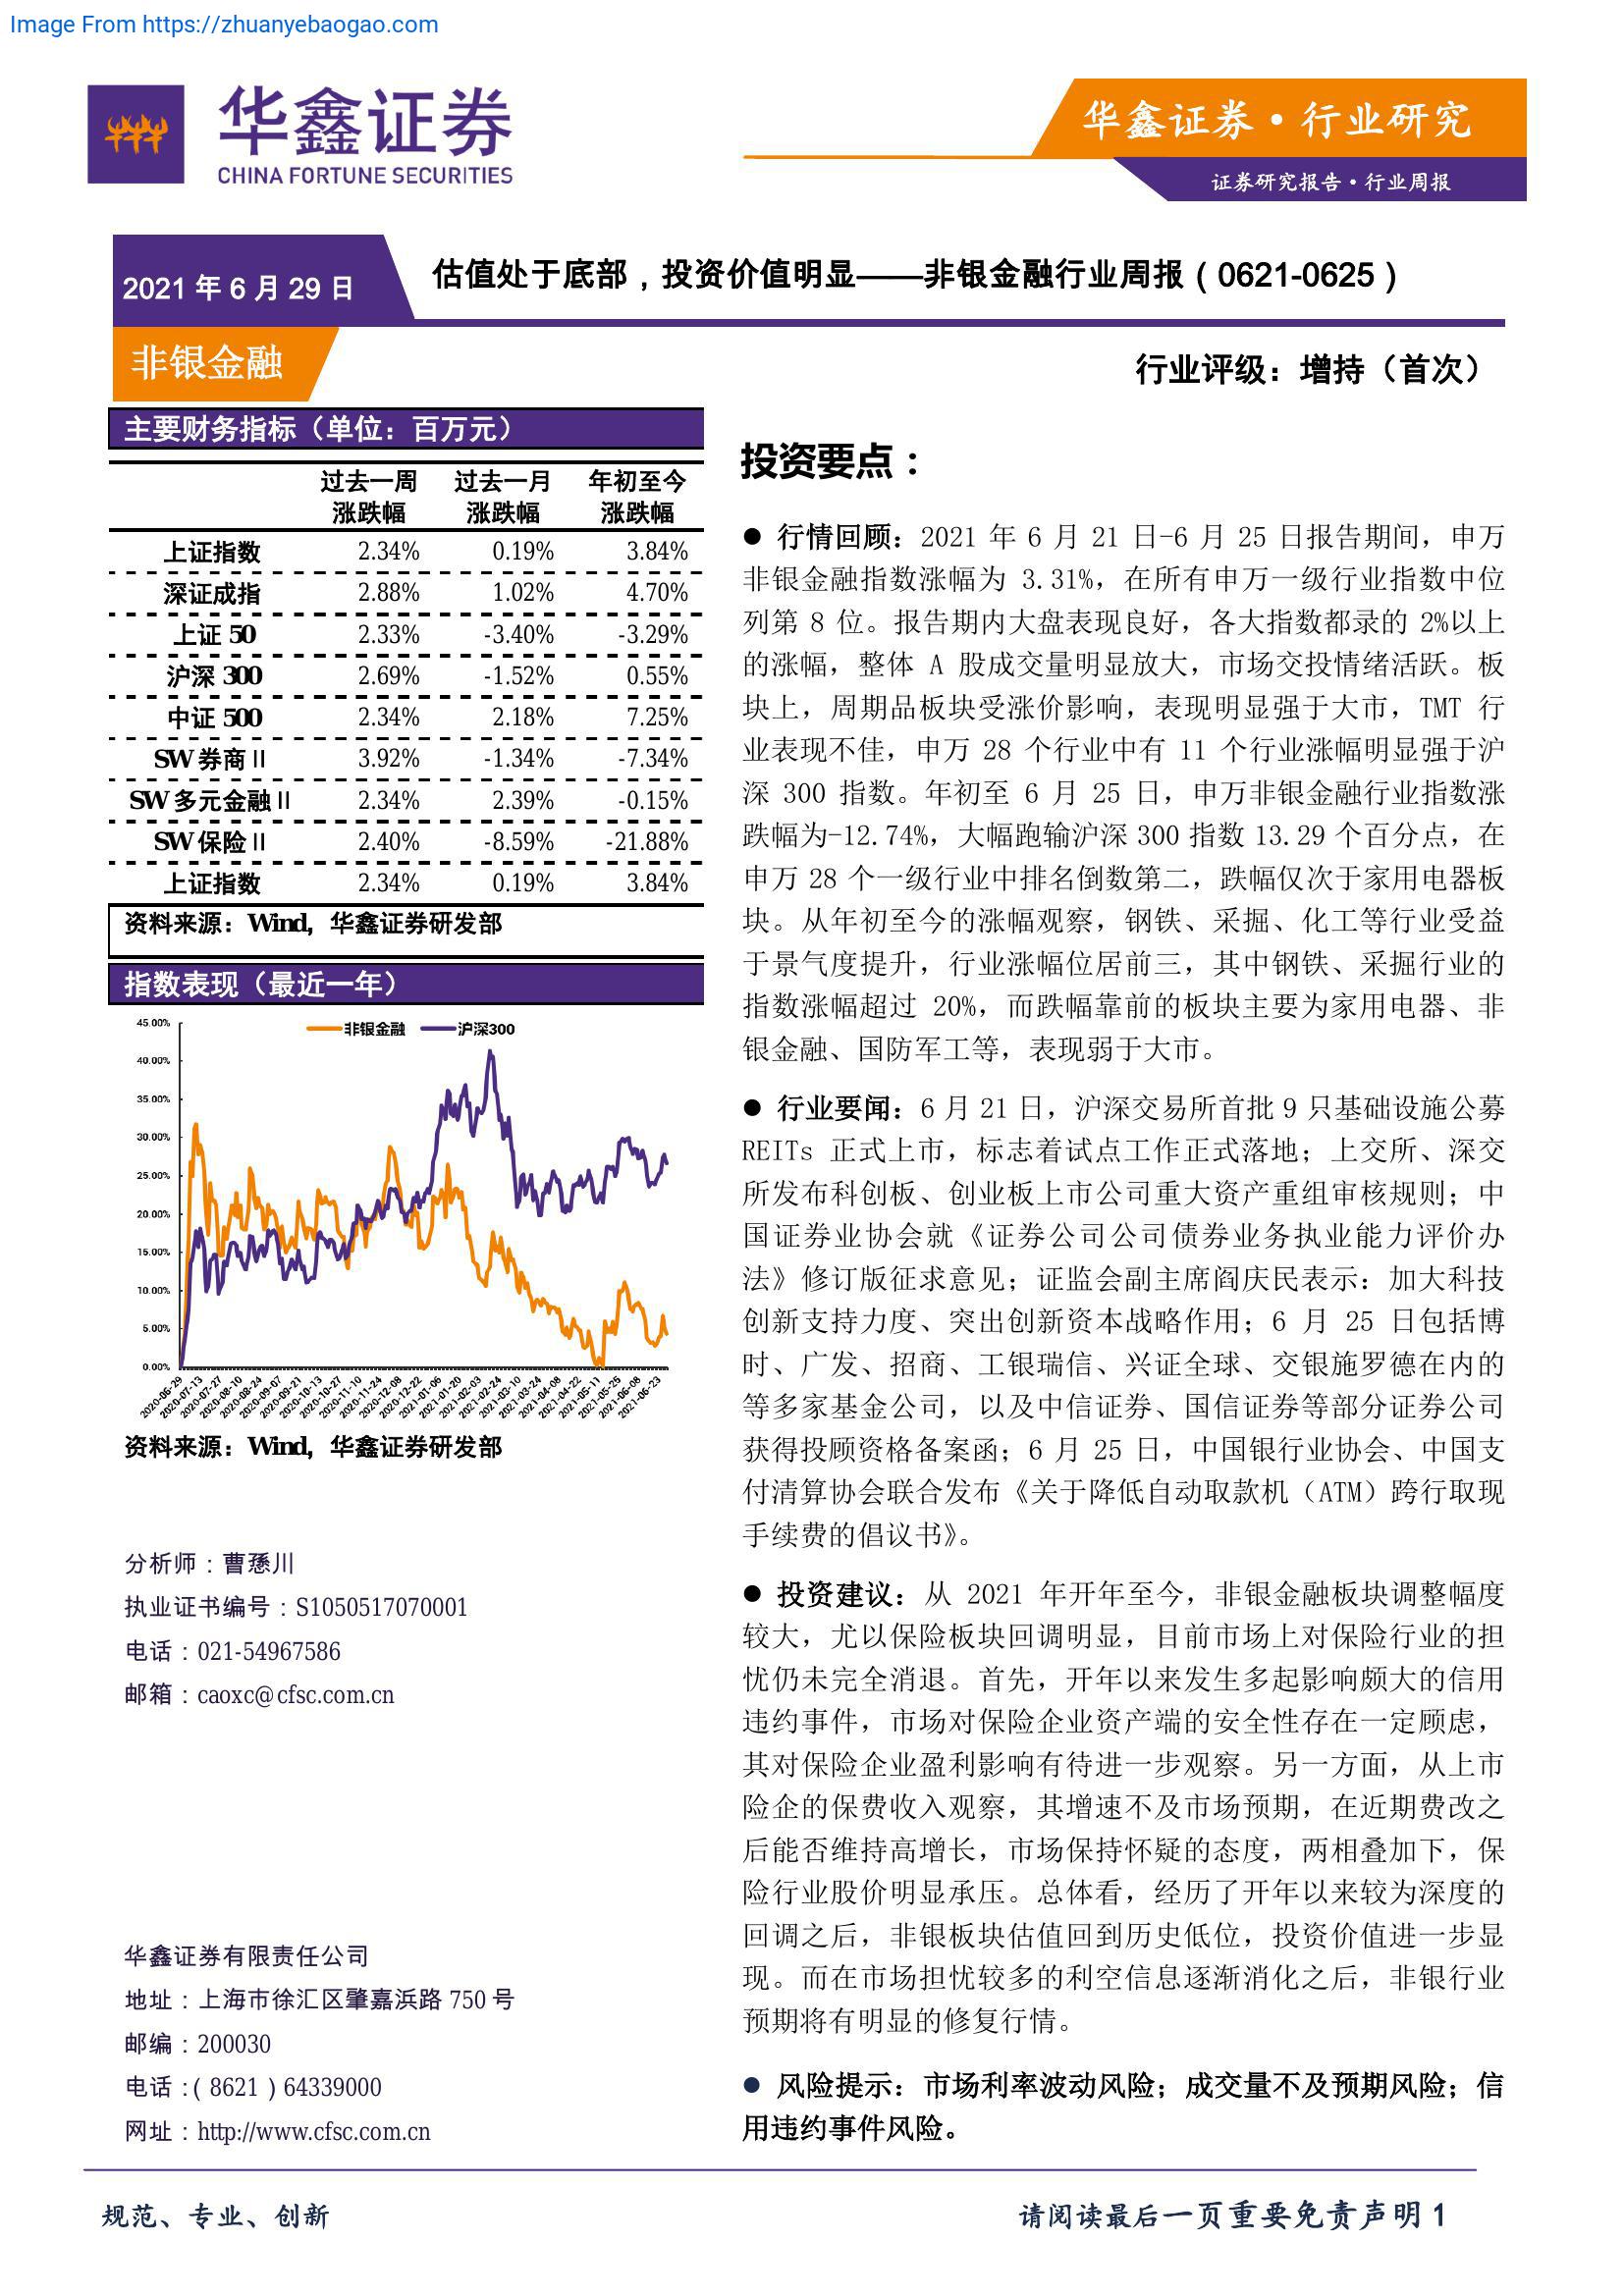 Image From https://zhuanyebaogao.com
华鑫证券
CHINA FORTUNE SECURITIES
华鑫证券·行业研究
证券研究报告·行业周报
2021 年 6 月 29 日
估值处于底部，投资价值明显——非银金融行业周报（0621-0625）
非银金融
行业评级：增持（首次）
主要财务指标（单位：百万元）
过去一周 过去一月 年初至今
涨跌幅 涨跌幅 涨跌幅
上证指数 2.34% 0.19% 3.84%
深证成指 2.88% 1.02% 4.70%
上证 50 2.33% -3.40% -3.29%
沪深 300 2.69% -1.52% 0.55%
中证 500 2.34% 2.18% 7.25%
SW 券商Ⅱ 3.92% -1.34% -7.34%
SW 多元金融Ⅱ 2.34% 2.39% -0.15%
SW 保险Ⅱ 2.40% -8.59% -21.88%
上证指数 2.34% 0.19% 3.84%
资料来源：Wind，华鑫证券研发部
指数表现（最近一年）
非银金融 沪深300
45.00%
40.00%
35.00%
30.00%
25.00%
20.00%
15.00%
10.00%
5.00%
0.00%
2020-06-29
2020-07-13
2020-07-27
2020-08-10
2020-08-24
2020-09-07
2020-09-21
2020-10-13
2020-10-27
2020-11-10
2020-11-24
2020-12-08
2020-12-22
2021-01-06
2021-01-20
2021-02-03
2021-02-24
2021-03-10
2021-03-24
2021-04-08
2021-04-22
2021-05-11
2021-05-25
2021-06-08
2021-06-23
资料来源：Wind，华鑫证券研发部
分析师：曹㤰川
执业证书编号：S1050517070001
电话：021-54967586
邮箱：caoxc@cfsc.com.cn
华鑫证券有限责任公司
地址：上海市徐汇区肇嘉浜路 750 号
邮编：200030
电话：(8621) 64339000
网址：http://www.cfsc.com.cn
投资要点：
● 行情回顾：2021 年 6 月 21 日-6 月 25 日报告期间，申万
非银金融指数涨幅为 3.31%，在所有申万一级行业指数中位
列第 8 位。报告期内大盘表现良好，各大指数都录的 2%以上
的涨幅，整体 A 股成交量明显放大，市场交投情绪活跃。板
块上，周期品板块受涨价影响，表现明显强于大市，TMT 行
业表现不佳，申万 28 个行业中有 11 个行业涨幅明显强于沪
深 300 指数。年初至 6 月 25 日，申万非银金融行业指数涨
跌幅为-12.74%，大幅跑输沪深 300 指数 13.29 个百分点，在
申万 28 个一级行业中排名倒数第二，跌幅仅次于家用电器板
块。从年初至今的涨幅观察，钢铁、采掘、化工等行业受益
于景气度提升，行业涨幅位居前三，其中钢铁、采掘行业的
指数涨幅超过 20%，而跌幅靠前的板块主要为家用电器、非
银金融、国防军工等，表现弱于大市。
● 行业要闻：6 月 21 日，沪深交易所首批 9 只基础设施公募
REITs 正式上市，标志着试点工作正式落地；上交所、深交
所发布科创板、创业板上市公司重大资产重组审核规则；中
国证券业协会就《证券公司公司债券业务执业能力评价办
法》修订版征求意见；证监会副主席阎庆民表示：加大科技
创新支持力度、突出创新资本战略作用；6 月 25 日包括博
时、广发、招商、工银瑞信、兴证全球、交银施罗德在内的
等多家基金公司，以及中信证券、国信证券等部分证券公司
获得投顾资格备案函；6 月 25 日，中国银行业协会、中国支
付清算协会联合发布《关于降低自动取款机（ATM）跨行取现
手续费的倡议书》。
● 投资建议：从 2021 年开年至今，非银金融板块调整幅度
较大，尤以保险板块回调明显，目前市场上对保险行业的担
忧仍未完全消退。首先，开年以来发生多起影响颇大的信用
违约事件，市场对保险企业资产端的安全性存在一定顾虑，
其对保险企业盈利影响有待进一步观察。另一方面，从上市
险企的保费收入观察，其增速不及市场预期，在近期费改之
后能否维持高增长，市场保持怀疑的态度，两相叠加下，保
险行业股价明显承压。总体看，经历了开年以来较为深度的
回调之后，非银板块估值回到历史低位，投资价值进一步显
现。而在市场担忧较多的利空信息逐渐消化之后，非银行业
预期将有明显的修复行情。
● 风险提示：市场利率波动风险；成交量不及预期风险；信
用违约事件风险。
规范、专业、创新
请阅读最后一页重要免责声明 1